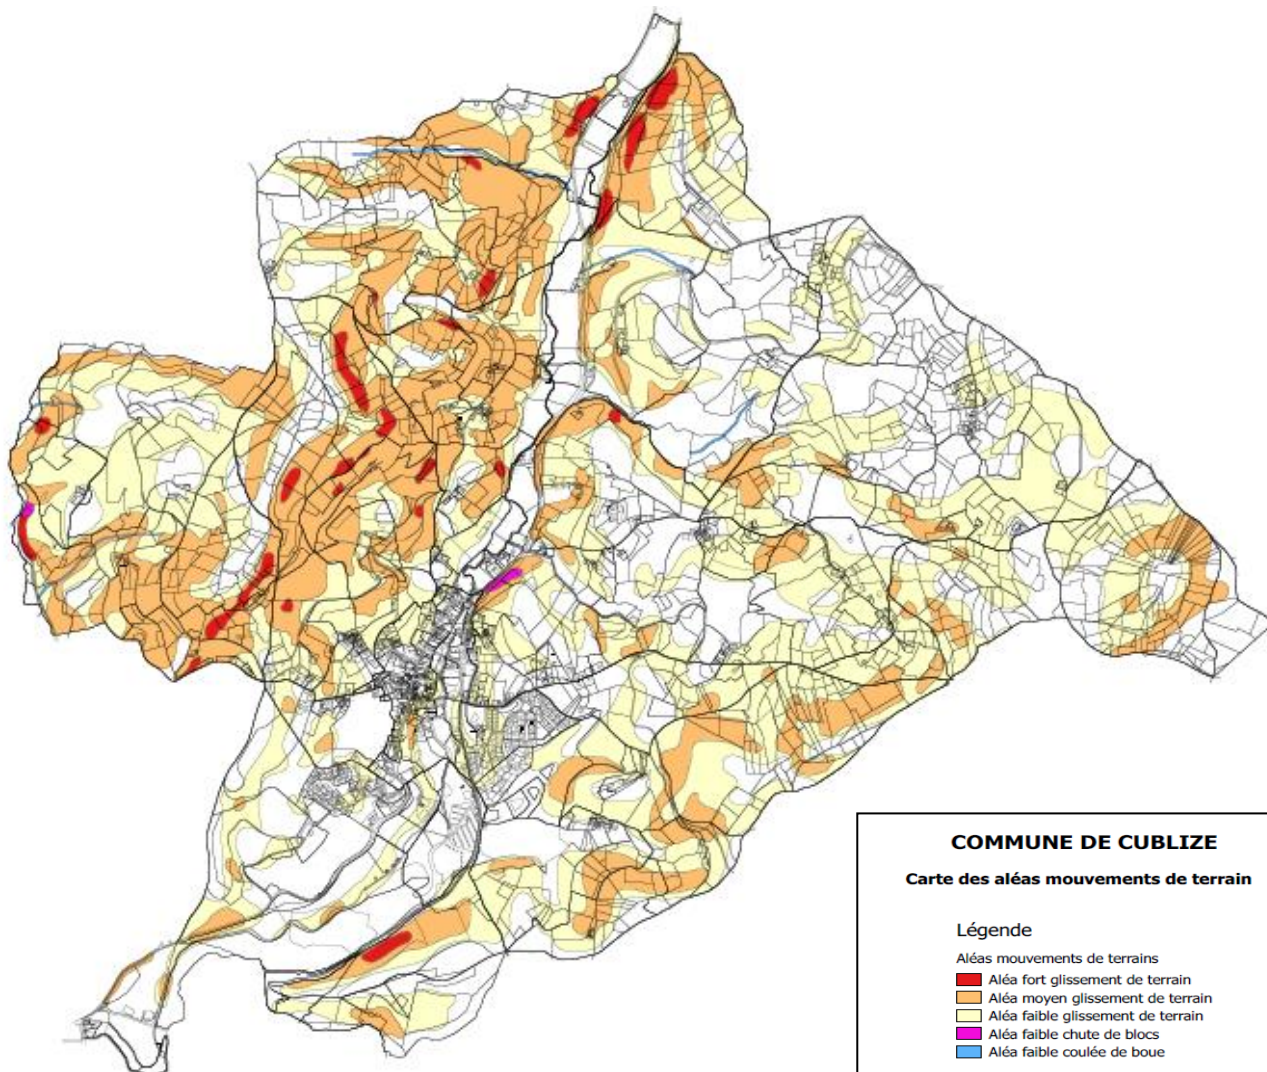 COMMUNE DE CUBLIZE
Carte des aléas mouvements de terrain
Légende
Aléas mouvements de terrains
Aléa fort glissement de terrain
Aléa moyen glissement de terrain
Aléa faible glissement de terrain
Aléa faible chute de blocs
Aléa faible coulée de boue